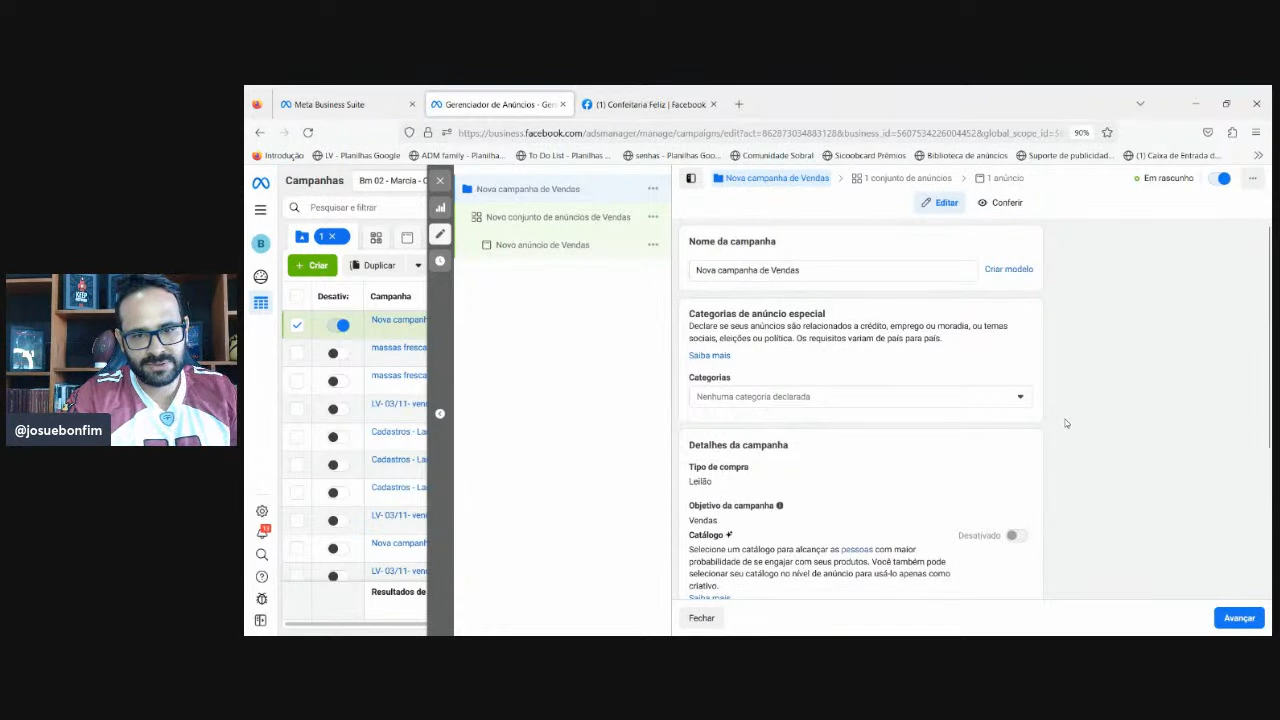 Meta Business Suite
Gerenciador de Anúncios - Gen
(1) Confeitaria Feliz | Facebook
https://business.facebook.com/adsmanager/manage/campaigns/edit?act=862873034883128&business_id=5607534226004452&global_scope_id=5
90%
Introdução
LV - Planilhas Google
ADM family - Planilha...
To Do List - Planilhas ...
senhas - Planilhas Goo...
Comunidade Sobral
Sicoobcard Prêmios
Biblioteca de anúncios
Suporte de publicidad...
(1) Caixa de Entrada d...
Campanhas
Bm 02 - Marcia - C
Pesquisar e filtrar
1
Criar
Duplicar
Desativ:
Campanha
Nova campanh
massas fresca
massas fresca
LV- 03/11- ven
Cadastros - La
Cadastros - La
Cadastros - La
LV- 03/11- ven
Nova campanh
LV- 03/11- ven
Resultados de
B
13
Nova campanha de Vendas
Novo conjunto de anúncios de Vendas
Novo anúncio de Vendas
Nova campanha de Vendas
1 conjunto de anúncios
1 anúncio
Em rascunho
Editar
Conferir
Nome da campanha
Nova campanha de Vendas
Criar modelo
Categorias de anúncio especial
Declare se seus anúncios são relacionados a crédito, emprego ou moradia, ou temas
sociais, eleições ou política. Os requisitos variam de país para país.
Saiba mais
Categorias
Nenhuma categoria declarada
Detalhes da campanha
Tipo de compra
Leilão
Objetivo da campanha
Vendas
Catálogo
Desativado
Selecione um catálogo para alcançar as pessoas com maior
probabilidade de se engajar com seus produtos. Você também pode
selecionar seu catálogo no nível de anúncio para usá-lo apenas como
criativo.
Saiba mais
Fechar
Avançar
@josuebonfim